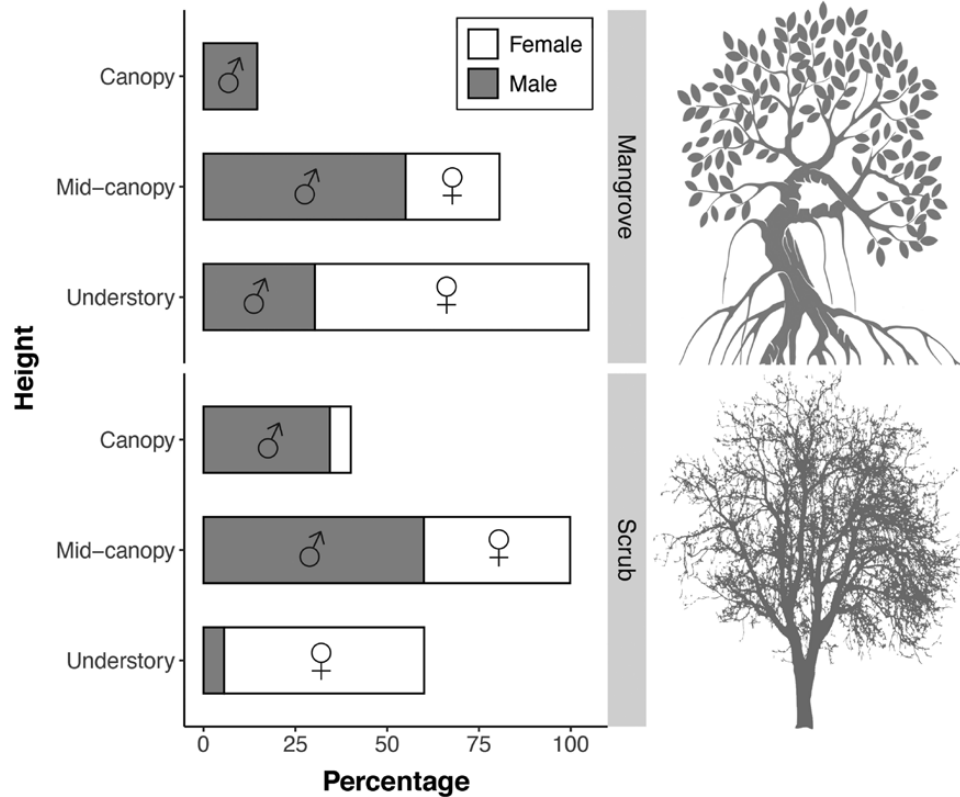 Female
Male
Canopy
Mid−canopy
Understory
Mangrove
Height
Canopy
Mid−canopy
Understory
Scrub
0 25 50 75 100
Percentage